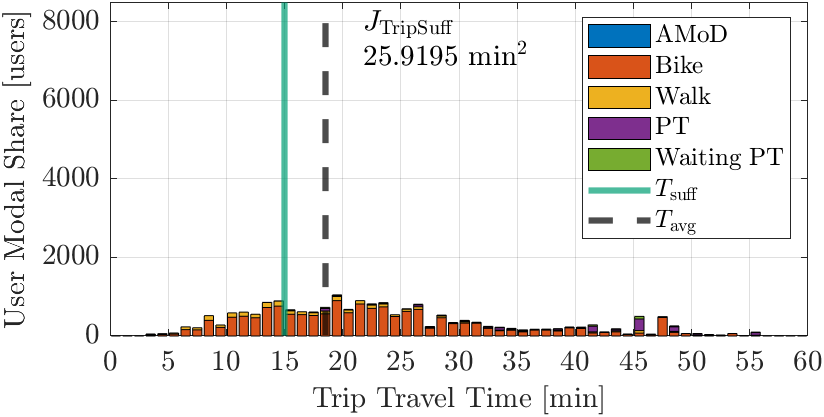 8000
6000
4000
2000
0
User Modal Share [users]
J_TripSuff
25.9195 min²
AMoD
Bike
Walk
PT
Waiting PT
T_suff
T_avg
0 5 10 15 20 25 30 35 40 45 50 55 60
Trip Travel Time [min]